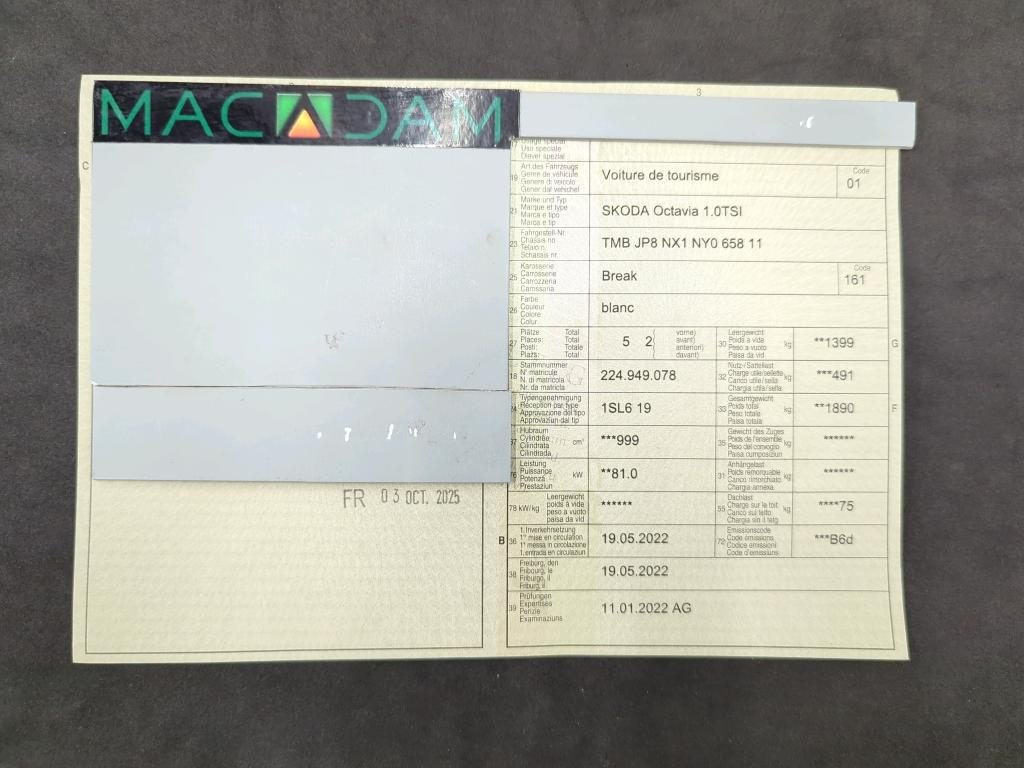 MACADAM
3
C
Usage spécial
Uso speciale
Diever spezial
19
Art des Fahrzeugs
Genre de véhicule
Genere di veicolo
Gener dal vehichel
Voiture de tourisme
Code
01
21
Marke und Typ
Marque et type
Marca e tipo
Marca e tip
SKODA Octavia 1.0TSI
23
Fahrgestell-Nr.
Châssis no
Telaio n.
Schassis nr.
TMB JP8 NX1 NY0 658 11
25
Karosserie
Carrosserie
Carrozzeria
Carossaria
Break
Code
161
26
Farbe
Couleur
Colore
Colur
blanc
27
Plätze: Total
Places: Total
Posti: Totale
Plazs: Total
5 2(
vorne)
avant)
anteriori)
davant)
30
Leergewicht
Poids à vide
Peso a vuoto
Paisa da vid
kg
**1399
G
18
Stammnummer
N° matricule
N. di matricola
Nr. da matricla
224.949.078
32
Nutz-/Sattellast
Charge utile/sellette
Carico utile/sella
Chargia utila/sella
kg
***491
24
Typengenehmigung
Réception par type
Approvazione del tipo
Approvaziun dal tip
1SL6 19
33
Gesamtgewicht
Poids total
Peso totale
Paisa totala
kg
**1890
F
37
Hubraum
Cylindrée
Cilindrata
Cilindrada
cm³
***999
35
Gewicht des Zuges
Poids de l'ensemble
Peso del convoglio
Paisa cumposiziun
kg
******
76
Leistung
Puissance
Potenza
Prestaziun
kW
**81.0
31
Anhängelast
Poids remorquable
Carico rimorchiato
Chargia annexa
kg
******
78 kW/kg
Leergewicht
poids à vide
peso a vuoto
paisa da vid
******
55
Dachlast
Charge sur le toit
Carico sul tetto
Chargia sin il tetg
kg
****75
B
36
1. Inverkehrsetzung
1re mise en circulation
1a messa in circolazione
1. entrada en circulaziun
19.05.2022
72
Emissionscode
Code émissions
Codice emissioni
Code d'emissiuns
***B6d
38
Freiburg, den
Fribourg, le
Friburgo, il
Friburg, il
19.05.2022
39
Prüfungen
Expertises
Perizie
Examinaziuns
11.01.2022 AG
FR 03 OCT. 2025